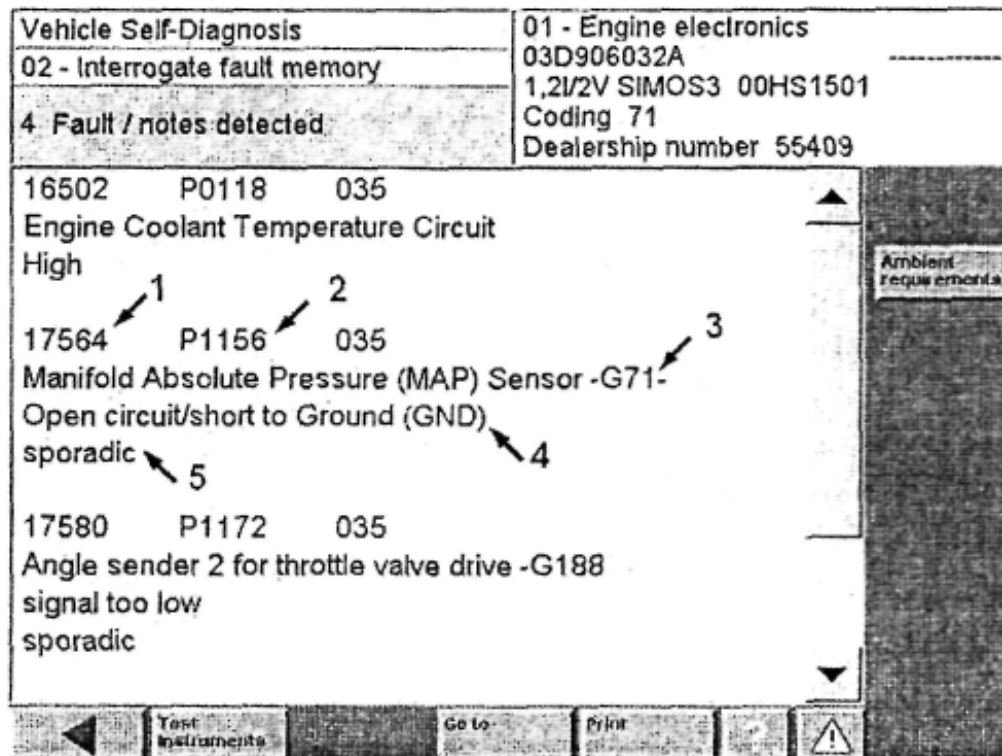 Vehicle Self-Diagnosis
02 - Interrogate fault memory
4 Fault / notes detected
01 - Engine electronics
03D906032A
1,2l/2V SIMOS3 00HS1501
Coding 71
Dealership number 55409
16502 P0118 035
Engine Coolant Temperature Circuit
High
1 2
17564 P1156 035
3
Manifold Absolute Pressure (MAP) Sensor -G71-
Open circuit/short to Ground (GND)
4
sporadic
5
17580 P1172 035
Angle sender 2 for throttle valve drive -G188
signal too low
sporadic
Ambient
requirements
Test
instruments
Go to
Print
?